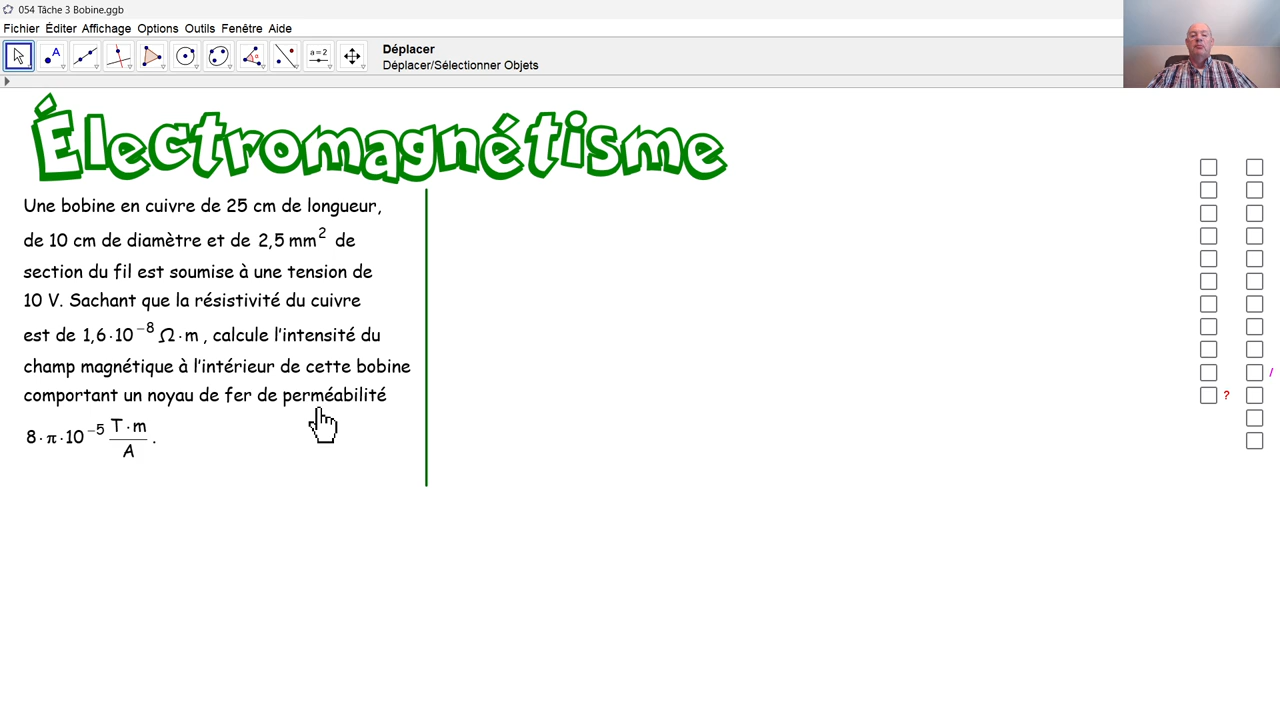 054 Tâche 3 Bobine.ggb
Fichier Éditer Affichage Options Outils Fenêtre Aide
A
a=2
Déplacer
Déplacer/Sélectionner Objets
Électromagnétisme
Une bobine en cuivre de 25 cm de longueur,
de 10 cm de diamètre et de 2,5 mm² de
section du fil est soumise à une tension de
10 V. Sachant que la résistivité du cuivre
est de 1,6·10⁻⁸ Ω·m , calcule l'intensité du
champ magnétique à l'intérieur de cette bobine
comportant un noyau de fer de perméabilité
8·π·10⁻⁵ T·m/A .
/
?